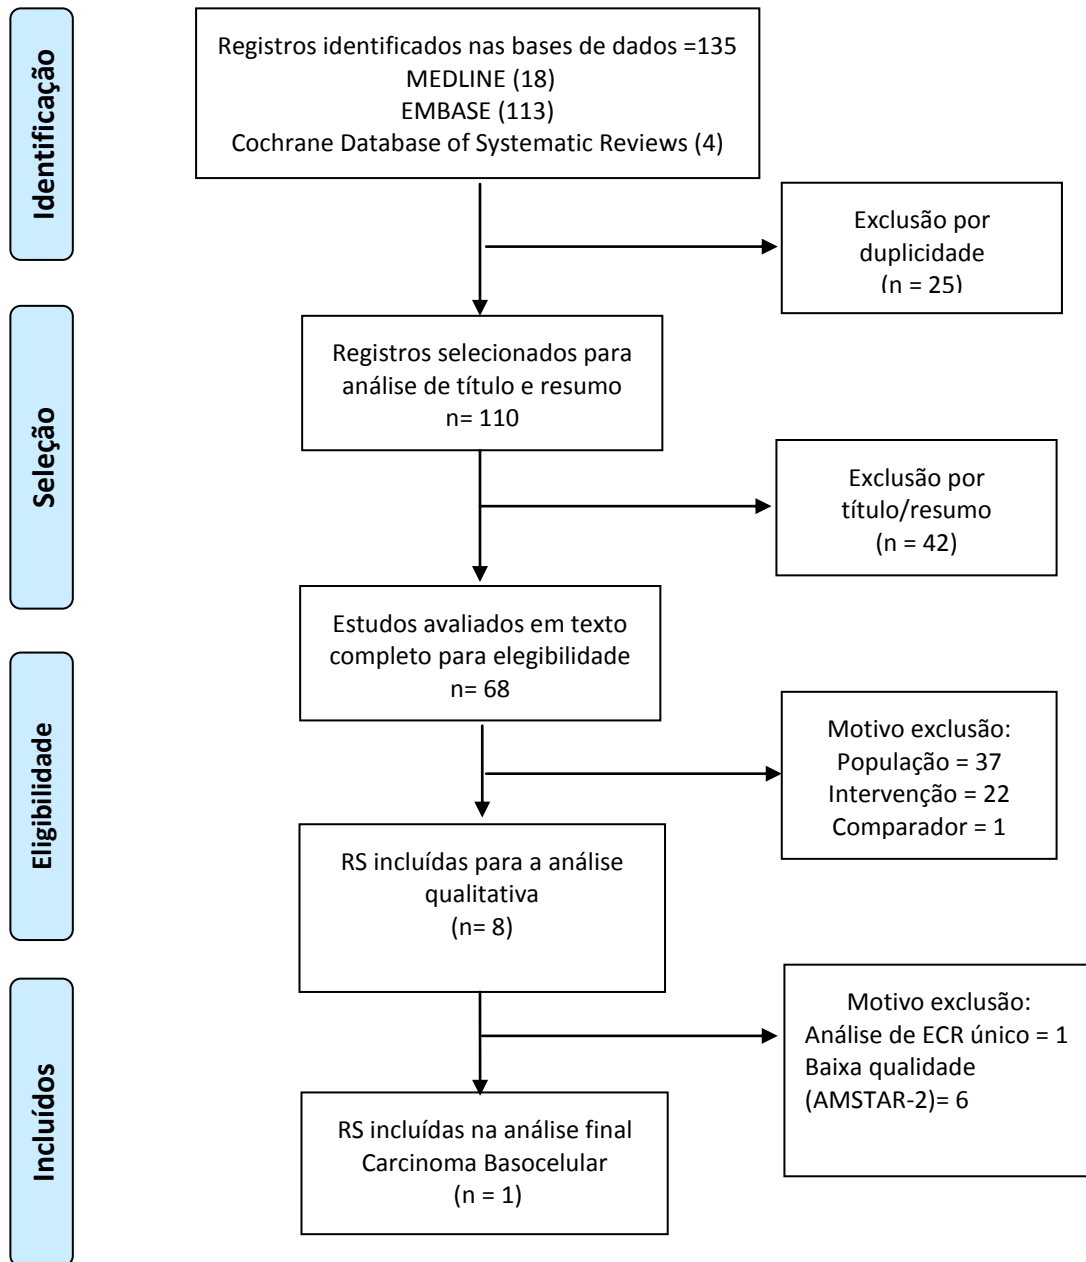 Identificação
Registros identificados nas bases de dados =135
MEDLINE (18)
EMBASE (113)
Cochrane Database of Systematic Reviews (4)
Exclusão por
duplicidade
(n = 25)
Seleção
Registros selecionados para
análise de título e resumo
n= 110
Exclusão por
título/resumo
(n = 42)
Estudos avaliados em texto
completo para elegibilidade
n= 68
Eligibilidade
Motivo exclusão:
População = 37
Intervenção = 22
Comparador = 1
RS incluídas para a análise
qualitativa
(n= 8)
Incluídos
Motivo exclusão:
Análise de ECR único = 1
Baixa qualidade
(AMSTAR-2)= 6
RS incluídas na análise final
Carcinoma Basocelular
(n = 1)